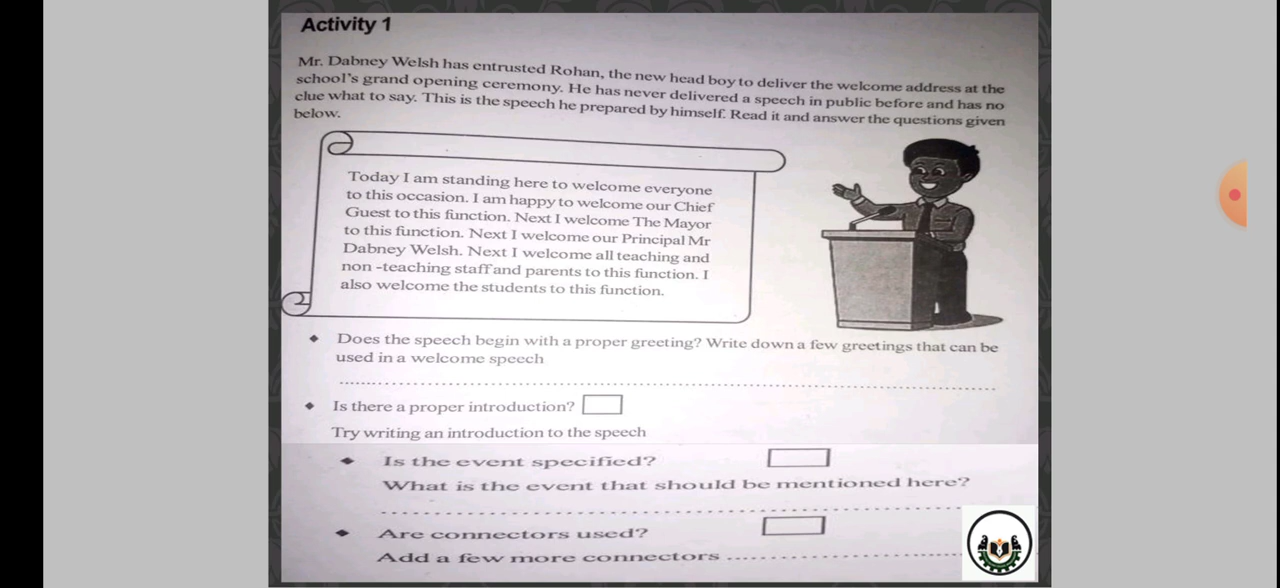 Activity 1
Mr. Dabney Welsh has entrusted Rohan, the new head boy to deliver the welcome address at the
school's grand opening ceremony. He has never delivered a speech in public before and has no
clue what to say. This is the speech he prepared by himself. Read it and answer the questions given
below.
Today I am standing here to welcome everyone
to this occasion. I am happy to welcome our Chief
Guest to this function. Next I welcome The Mayor
to this function. Next I welcome our Principal Mr
Dabney Welsh. Next I welcome all teaching and
non -teaching staff and parents to this function. I
also welcome the students to this function.
Does the speech begin with a proper greeting? Write down a few greetings that can be
used in a welcome speech
Is there a proper introduction?
Try writing an introduction to the speech
Is the event specified?
What is the event that should be mentioned here?
Are connectors used?
Add a few more connectors